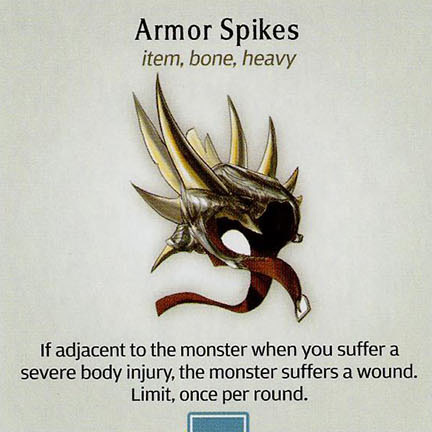 Armor Spikes
item, bone, heavy
If adjacent to the monster when you suffer a
severe body injury, the monster suffers a wound.
Limit, once per round.